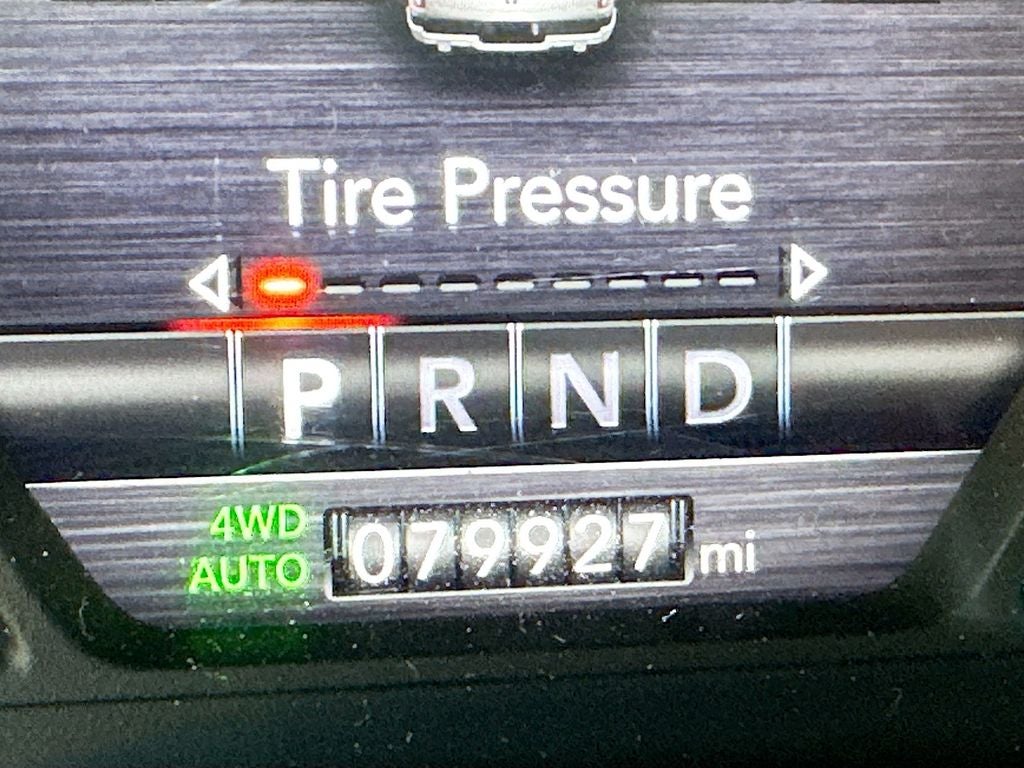 Tire Pressure
P R N D
4WD
AUTO
079927 mi